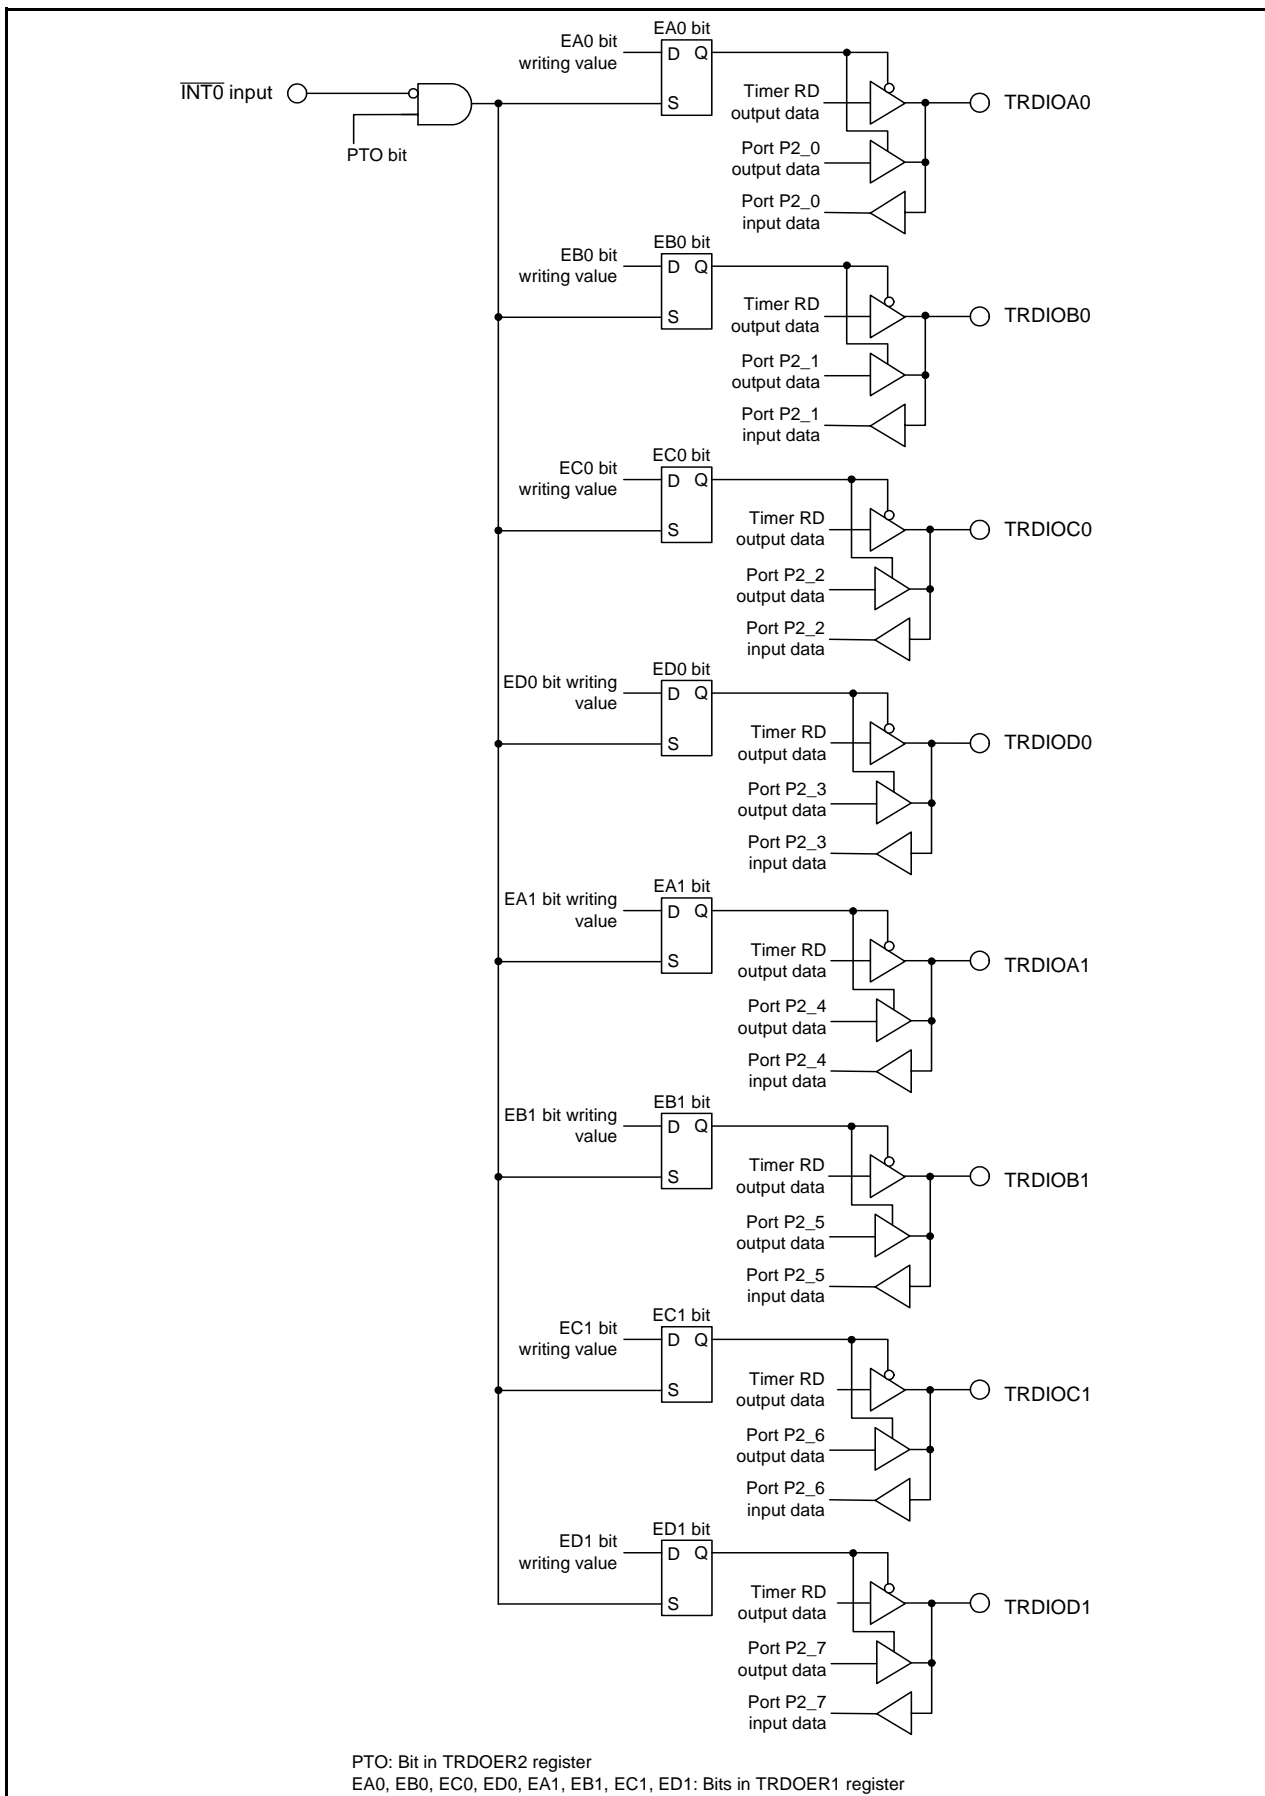 EA0 bit
EA0 bit
writing value
D Q
S
INT0 input
PTO bit
Timer RD
output data
Port P2_0
output data
Port P2_0
input data
TRDIOA0
EB0 bit
EB0 bit
writing value
D Q
S
Timer RD
output data
Port P2_1
output data
Port P2_1
input data
TRDIOB0
EC0 bit
EC0 bit
writing value
D Q
S
Timer RD
output data
Port P2_2
output data
Port P2_2
input data
TRDIOC0
ED0 bit
ED0 bit writing
value
D Q
S
Timer RD
output data
Port P2_3
output data
Port P2_3
input data
TRDIOD0
EA1 bit
EA1 bit writing
value
D Q
S
Timer RD
output data
Port P2_4
output data
Port P2_4
input data
TRDIOA1
EB1 bit
EB1 bit writing
value
D Q
S
Timer RD
output data
Port P2_5
output data
Port P2_5
input data
TRDIOB1
EC1 bit
EC1 bit
writing value
D Q
S
Timer RD
output data
Port P2_6
output data
Port P2_6
input data
TRDIOC1
ED1 bit
ED1 bit
writing value
D Q
S
Timer RD
output data
Port P2_7
output data
Port P2_7
input data
TRDIOD1
PTO: Bit in TRDOER2 register
EA0, EB0, EC0, ED0, EA1, EB1, EC1, ED1: Bits in TRDOER1 register